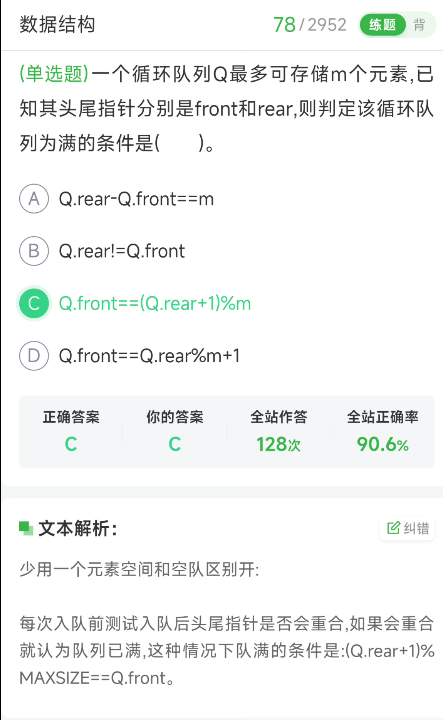 数据结构 78/2952 练题 背
(单选题)一个循环队列Q最多可存储m个元素,已
知其头尾指针分别是front和rear,则判定该循环队
列为满的条件是( )。
A Q.rear-Q.front==m
B Q.rear!=Q.front
C Q.front==(Q.rear+1)%m
D Q.front==Q.rear%m+1
正确答案 你的答案 全站作答 全站正确率
C C 128次 90.6%
文本解析: 纠错
少用一个元素空间和空队区别开:
每次入队前测试入队后头尾指针是否会重合,如果会重合
就认为队列已满,这种情况下队满的条件是:(Q.rear+1)%
MAXSIZE==Q.front。